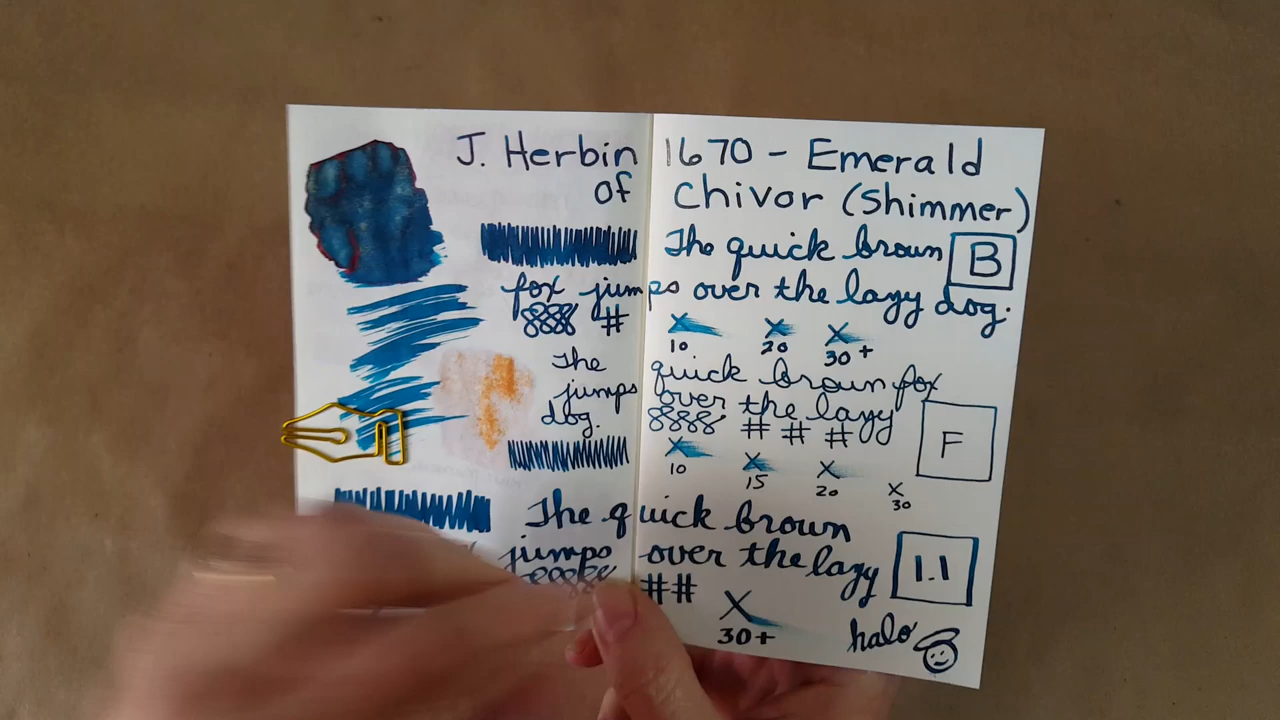 J. Herbin 1670 - Emerald
of Chivor (Shimmer)
The quick brown B
fox jumps over the lazy dog.
8888 #
X X X
10 20 30+
The quick brown fox
jumps over the lazy
dog. 8888 # # # F
X X X X
10 15 20 30
The quick brown
jumps over the lazy 1.1
##
X
30+
halo